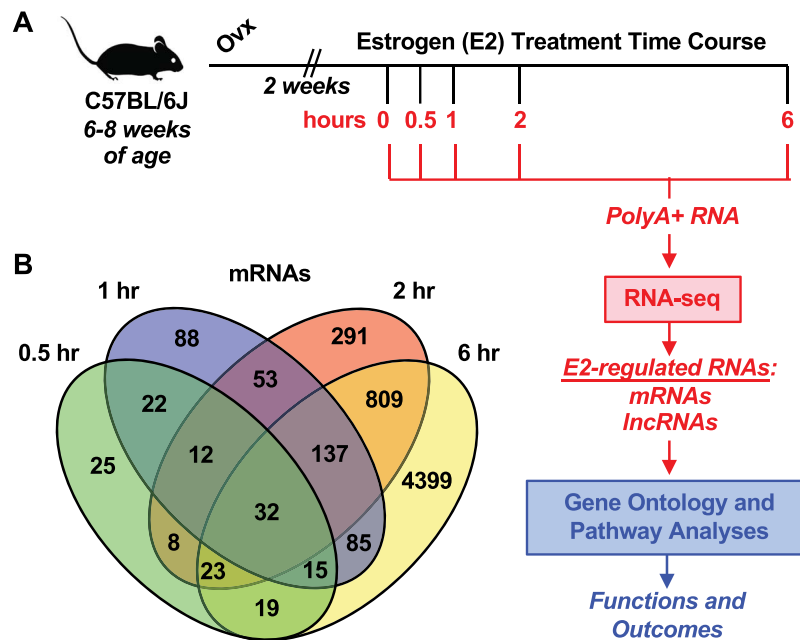 A
Ovx
Estrogen (E2) Treatment Time Course
2 weeks
C57BL/6J
6-8 weeks
of age
hours 0 0.5 1 2 6
PolyA+ RNA
RNA-seq
E2-regulated RNAs:
mRNAs
lncRNAs
Gene Ontology and
Pathway Analyses
Functions and
Outcomes
B
mRNAs
1 hr
2 hr
0.5 hr
6 hr
88
291
53
22
809
25
12
137
4399
32
8
85
23
15
19